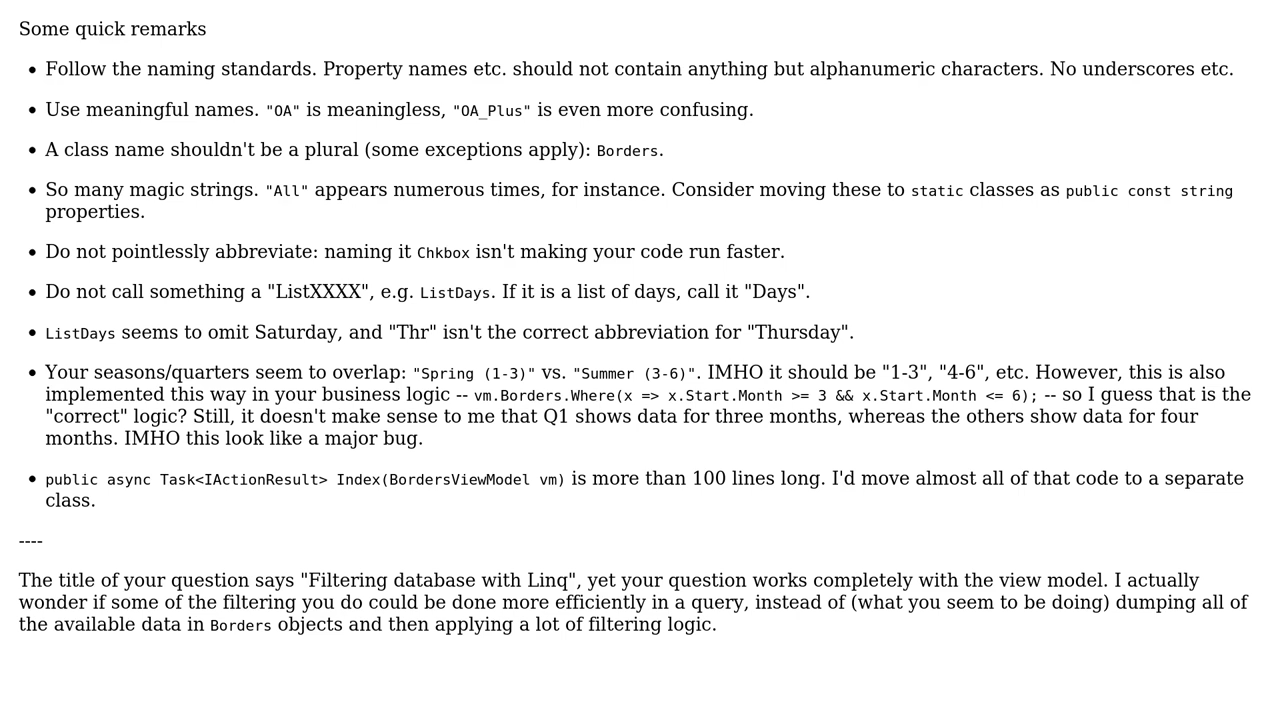 Some quick remarks
• Follow the naming standards. Property names etc. should not contain anything but alphanumeric characters. No underscores etc.
• Use meaningful names. "OA" is meaningless, "OA_Plus" is even more confusing.
• A class name shouldn't be a plural (some exceptions apply): Borders.
• So many magic strings. "All" appears numerous times, for instance. Consider moving these to static classes as public const string
properties.
• Do not pointlessly abbreviate: naming it Chkbox isn't making your code run faster.
• Do not call something a "ListXXXX", e.g. ListDays. If it is a list of days, call it "Days".
• ListDays seems to omit Saturday, and "Thr" isn't the correct abbreviation for "Thursday".
• Your seasons/quarters seem to overlap: "Spring (1-3)" vs. "Summer (3-6)". IMHO it should be "1-3", "4-6", etc. However, this is also
implemented this way in your business logic -- vm.Borders.Where(x => x.Start.Month >= 3 && x.Start.Month <= 6); -- so I guess that is the
"correct" logic? Still, it doesn't make sense to me that Q1 shows data for three months, whereas the others show data for four
months. IMHO this look like a major bug.
• public async Task<IActionResult> Index(BordersViewModel vm) is more than 100 lines long. I'd move almost all of that code to a separate
class.
----
The title of your question says "Filtering database with Linq", yet your question works completely with the view model. I actually
wonder if some of the filtering you do could be done more efficiently in a query, instead of (what you seem to be doing) dumping all of
the available data in Borders objects and then applying a lot of filtering logic.